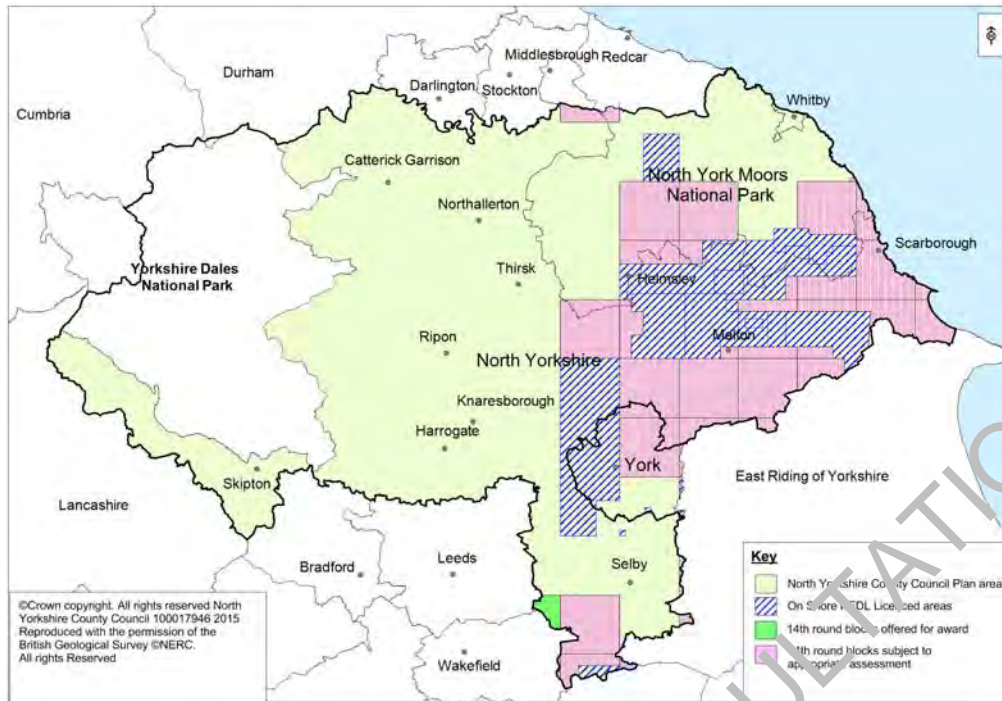 Middlesbrough
Redcar
Durham
Darlington
Stockton
Cumbria
Whitby
Catterick Garrison
North York Moors
National Park
Northallerton
Scarborough
Yorkshire Dales
National Park
Thirsk
Helmsley
Ripon
Malton
North Yorkshire
Knaresborough
Harrogate
York
East Riding of Yorkshire
Skipton
Lancashire
Bradford
Leeds
Selby
Wakefield
Key
North Yorkshire County Council Plan area
On Shore Licenced areas
14th round blocks offered for award
round blocks subject to
appropriate assessment
©Crown copyright. All rights reserved North
Yorkshire County Council 100017946 2015
Reproduced with the permission of the
British Geological Survey ©NERC.
All rights Reserved